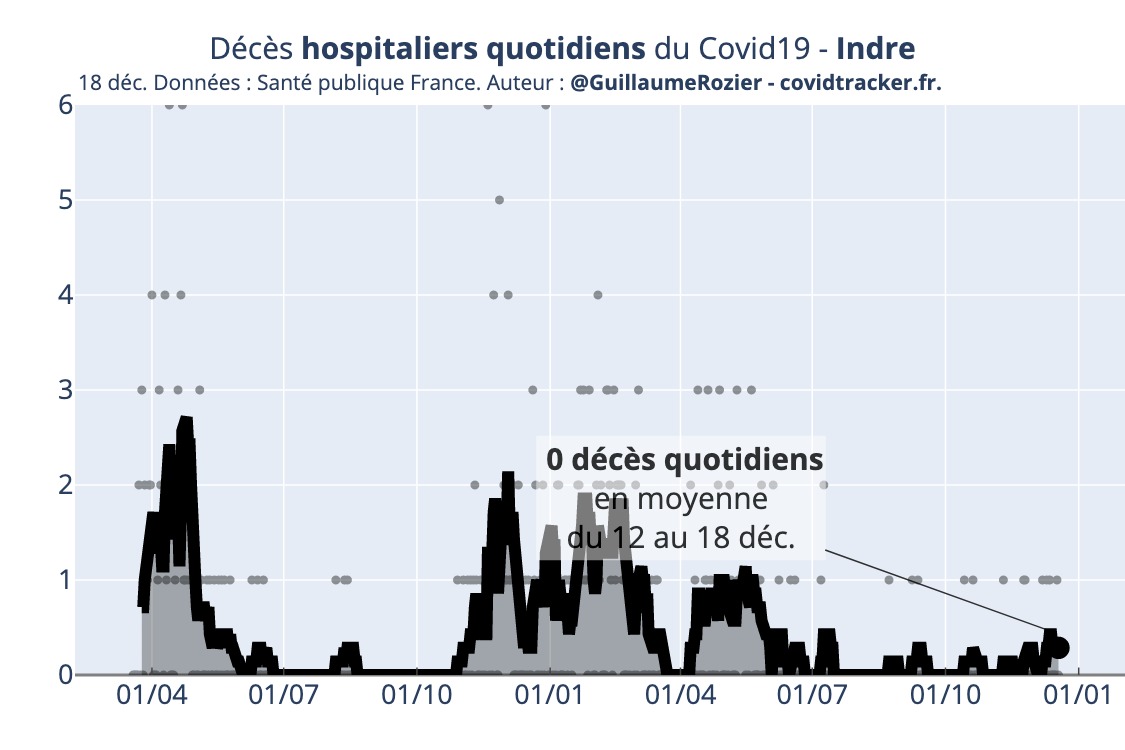 Décès hospitaliers quotidiens du Covid19 - Indre
18 déc. Données : Santé publique France. Auteur : @GuillaumeRozier - covidtracker.fr.
6
5
4
3
2
1
0
0 décès quotidiens
en moyenne
du 12 au 18 déc.
01/04 01/07 01/10 01/01 01/04 01/07 01/10 01/01